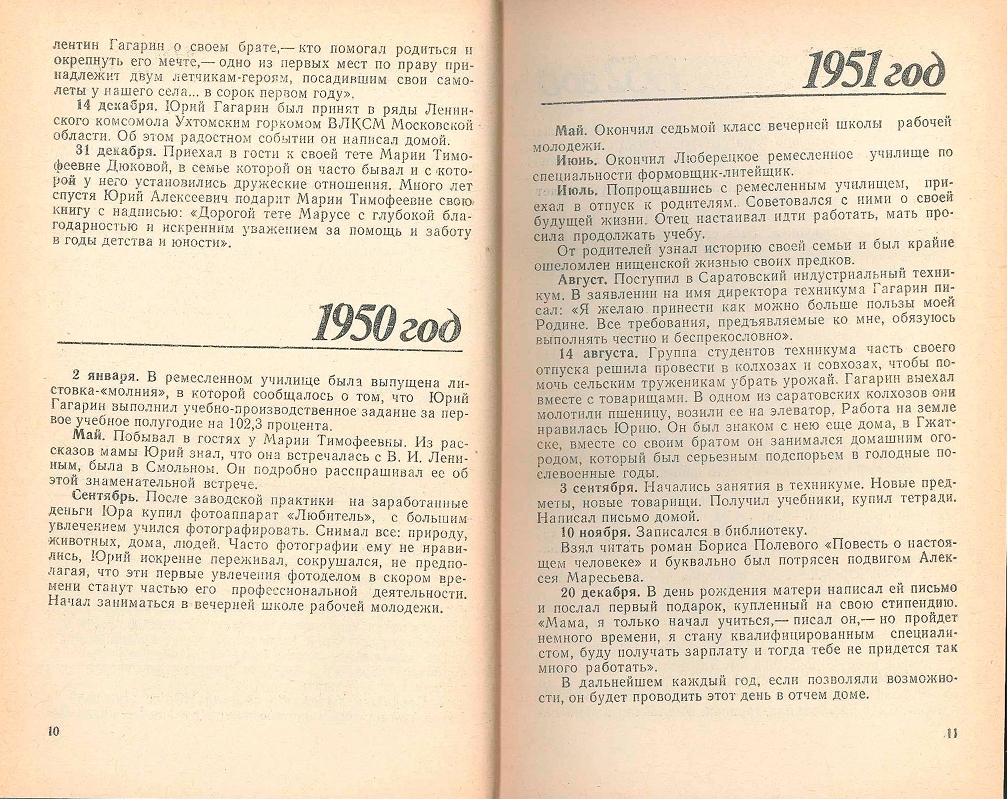 лентин Гагарин о своем брате,— кто помогал родиться и
окрепнуть его мечте,— одно из первых мест по праву при-
надлежит двум летчикам-героям, посадившим свои само-
леты у нашего села... в сорок первом году».
14 декабря. Юрий Гагарин был принят в ряды Ленин-
ского комсомола Ухтомским горкомом ВЛКСМ Московской
области. Об этом радостном событии он написал домой.
31 декабря. Приехал в гости к своей тете Марии Тимо-
феевне Дюковой, в семье которой он часто бывал и с кото-
рой у него установились дружеские отношения. Много лет
спустя Юрий Алексеевич подарит Марии Тимофеевне свою
книгу с надписью: «Дорогой тете Марусе с глубокой бла-
годарностью и искренним уважением за помощь и заботу
в годы детства и юности».
1950 год
2 января. В ремесленном училище была выпущена ли-
стовка-«молния», в которой сообщалось о том, что Юрий
Гагарин выполнил учебно-производственное задание за пер-
вое учебное полугодие на 102,3 процента.
Май. Побывал в гостях у Марии Тимофеевны. Из рас-
сказов мамы Юрий знал, что она встречалась с В. И. Лени-
ным, была в Смольном. Он подробно расспрашивал ее об
этой знаменательной встрече.
Сентябрь. После заводской практики на заработанные
деньги Юра купил фотоаппарат «Любитель», с большим
увлечением учился фотографировать. Снимал все: природу,
животных, дома, людей. Часто фотографии ему не нрави-
лись, Юрий искренне переживал, сокрушался, не предпо-
лагая, что эти первые увлечения фотоделом в скором вре-
мени станут частью его профессиональной деятельности.
Начал заниматься в вечерней школе рабочей молодежи.
10
1951 год
Май. Окончил седьмой класс вечерней школы рабочей
молодежи.
Июнь. Окончил Люберецкое ремесленное училище по
специальности формовщик-литейщик.
Июль. Попрощавшись с ремесленным училищем, при-
ехал в отпуск к родителям. Советовался с ними о своей
будущей жизни. Отец настаивал идти работать, мать про-
сила продолжать учебу.
От родителей узнал историю своей семьи и был крайне
ошеломлен нищенской жизнью своих предков.
Август. Поступил в Саратовский индустриальный техни-
кум. В заявлении на имя директора техникума Гагарин пи-
сал: «Я желаю принести как можно больше пользы моей
Родине. Все требования, предъявляемые ко мне, обязуюсь
выполнять честно и беспрекословно».
14 августа. Группа студентов техникума часть своего
отпуска решила провести в колхозах и совхозах, чтобы по-
мочь сельским труженикам убрать урожай. Гагарин выехал
вместе с товарищами. В одном из саратовских колхозов они
молотили пшеницу, возили ее на элеватор. Работа на земле
нравилась Юрию. Он был знаком с нею еще дома, в Гжат-
ске, вместе со своим братом он занимался домашним ого-
родом, который был серьезным подспорьем в голодные по-
слевоенные годы.
3 сентября. Начались занятия в техникуме. Новые пред-
меты, новые товарищи. Получил учебники, купил тетради.
Написал письмо домой.
10 ноября. Записался в библиотеку.
Взял читать роман Бориса Полевого «Повесть о настоя-
щем человеке» и буквально был потрясен подвигом Алек-
сея Маресьева.
20 декабря. В день рождения матери написал ей письмо
и послал первый подарок, купленный на свою стипендию.
«Мама, я только начал учиться,— писал он,— но пройдет
немного времени, я стану квалифицированным специали-
стом, буду получать зарплату и тогда тебе не придется так
много работать».
В дальнейшем каждый год, если позволяли возможно-
сти, он будет проводить этот день в отчем доме.
11